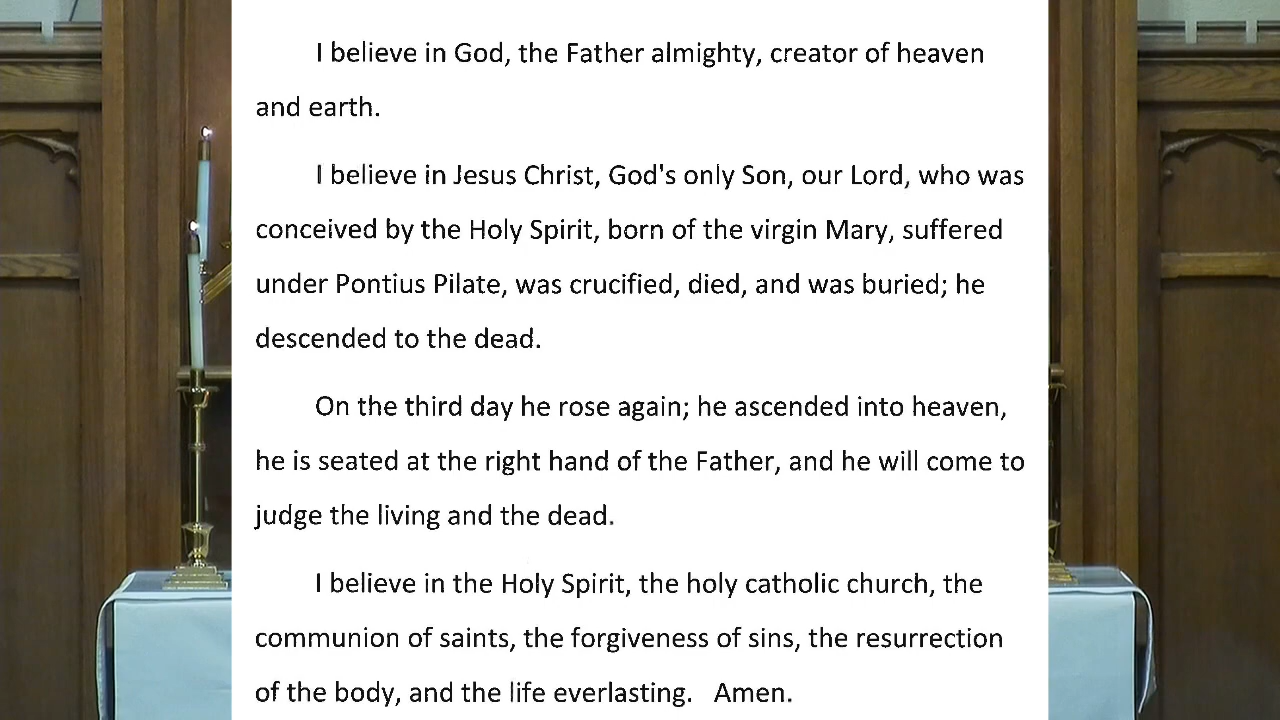 I believe in God, the Father almighty, creator of heaven
and earth.
I believe in Jesus Christ, God's only Son, our Lord, who was
conceived by the Holy Spirit, born of the virgin Mary, suffered
under Pontius Pilate, was crucified, died, and was buried; he
descended to the dead.
On the third day he rose again; he ascended into heaven,
he is seated at the right hand of the Father, and he will come to
judge the living and the dead.
I believe in the Holy Spirit, the holy catholic church, the
communion of saints, the forgiveness of sins, the resurrection
of the body, and the life everlasting. Amen.